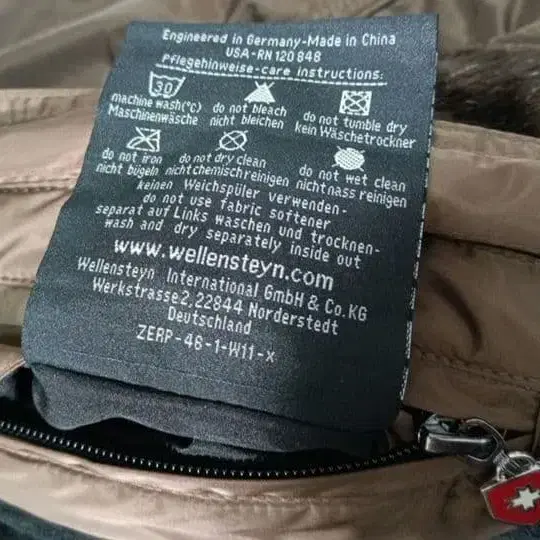 Engineered in Germany-Made in China
USA-RN 120 848
Pflegehinweise-care instructions:
30
machine wash(°C) do not bleach do not tumble dry
Maschinenwäsche nicht bleichen kein Wäschetrockner
do not iron do not dry clean do not wet clean
nicht bügeln nicht chemisch reinigen nicht nass reinigen
keinen Weichspüler verwenden-
do not use fabric softener
separat auf Links waschen und trocknen-
wash and dry separately inside out
www.wellensteyn.com
Wellensteyn International GmbH & Co.KG
Werkstrasse2,22844 Norderstedt
Deutschland
ZERP-46-1-W11-x